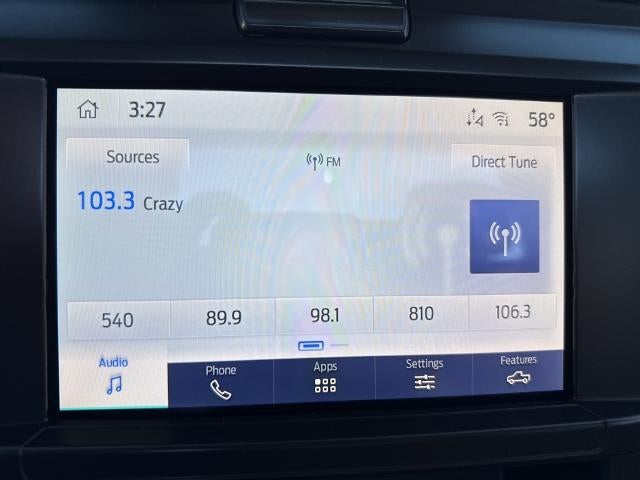 3:27
58°
Sources
FM
Direct Tune
103.3 Crazy
540 89.9 98.1 810 106.3
Audio Phone Apps Settings Features